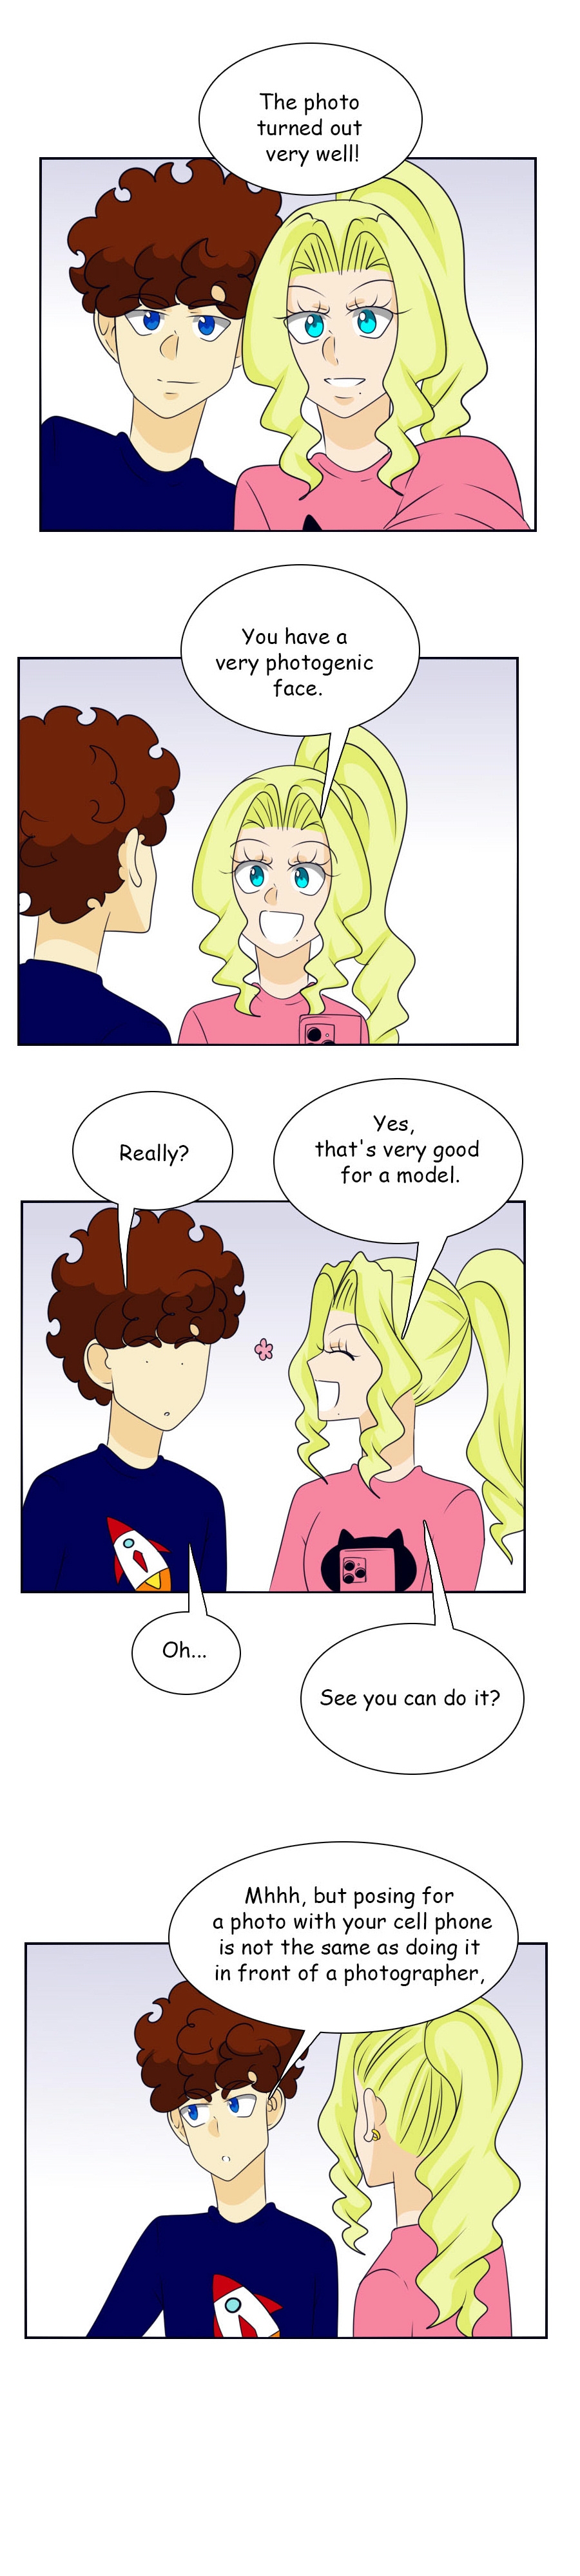 The photo
turned out
very well!
You have a
very photogenic
face.
Really?
Yes,
that's very good
for a model.
Oh...
See you can do it?
Mhhh, but posing for
a photo with your cell phone
is not the same as doing it
in front of a photographer,